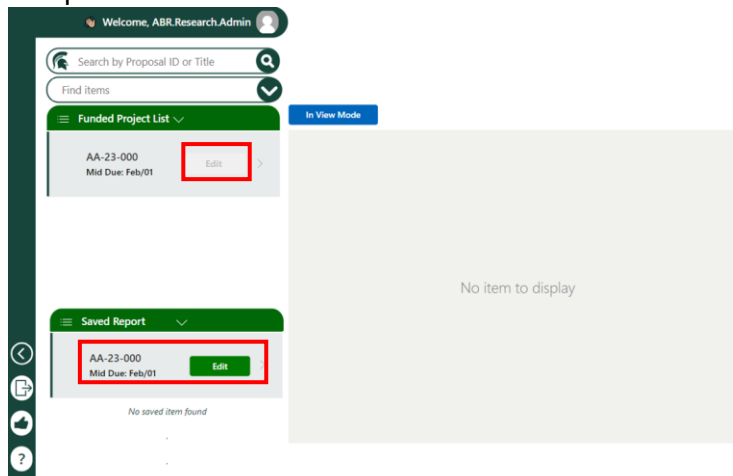 Welcome, ABR.Research.Admin
Search by Proposal ID or Title
Find items
Funded Project List
In View Mode
AA-23-000
Edit
Mid Due: Feb/01
No item to display
Saved Report
AA-23-000
Edit
Mid Due: Feb/01
No saved item found
.
.
?